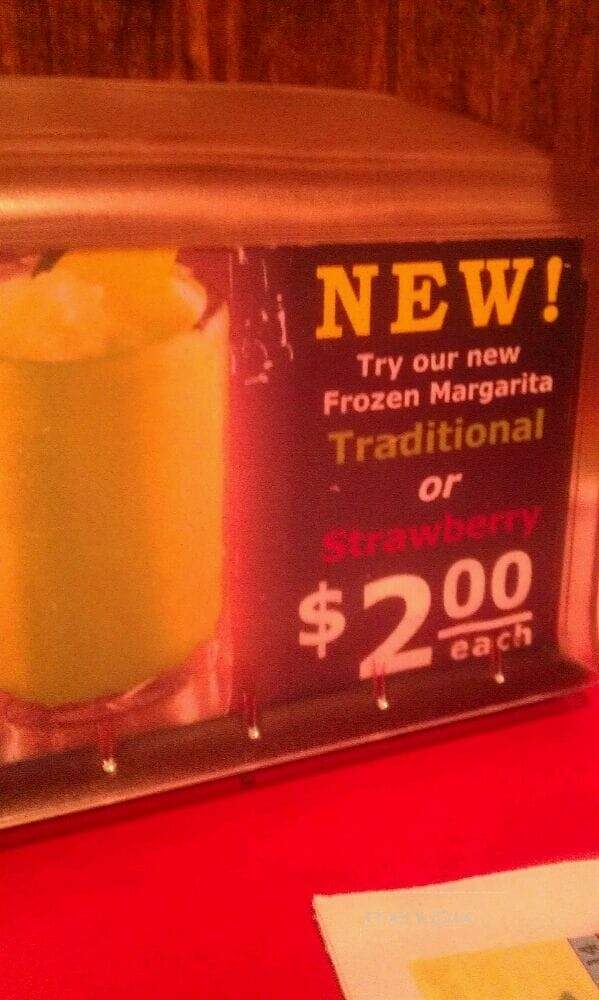 NEW!
Try our new
Frozen Margarita
Traditional
or
Strawberry
$2.00
each